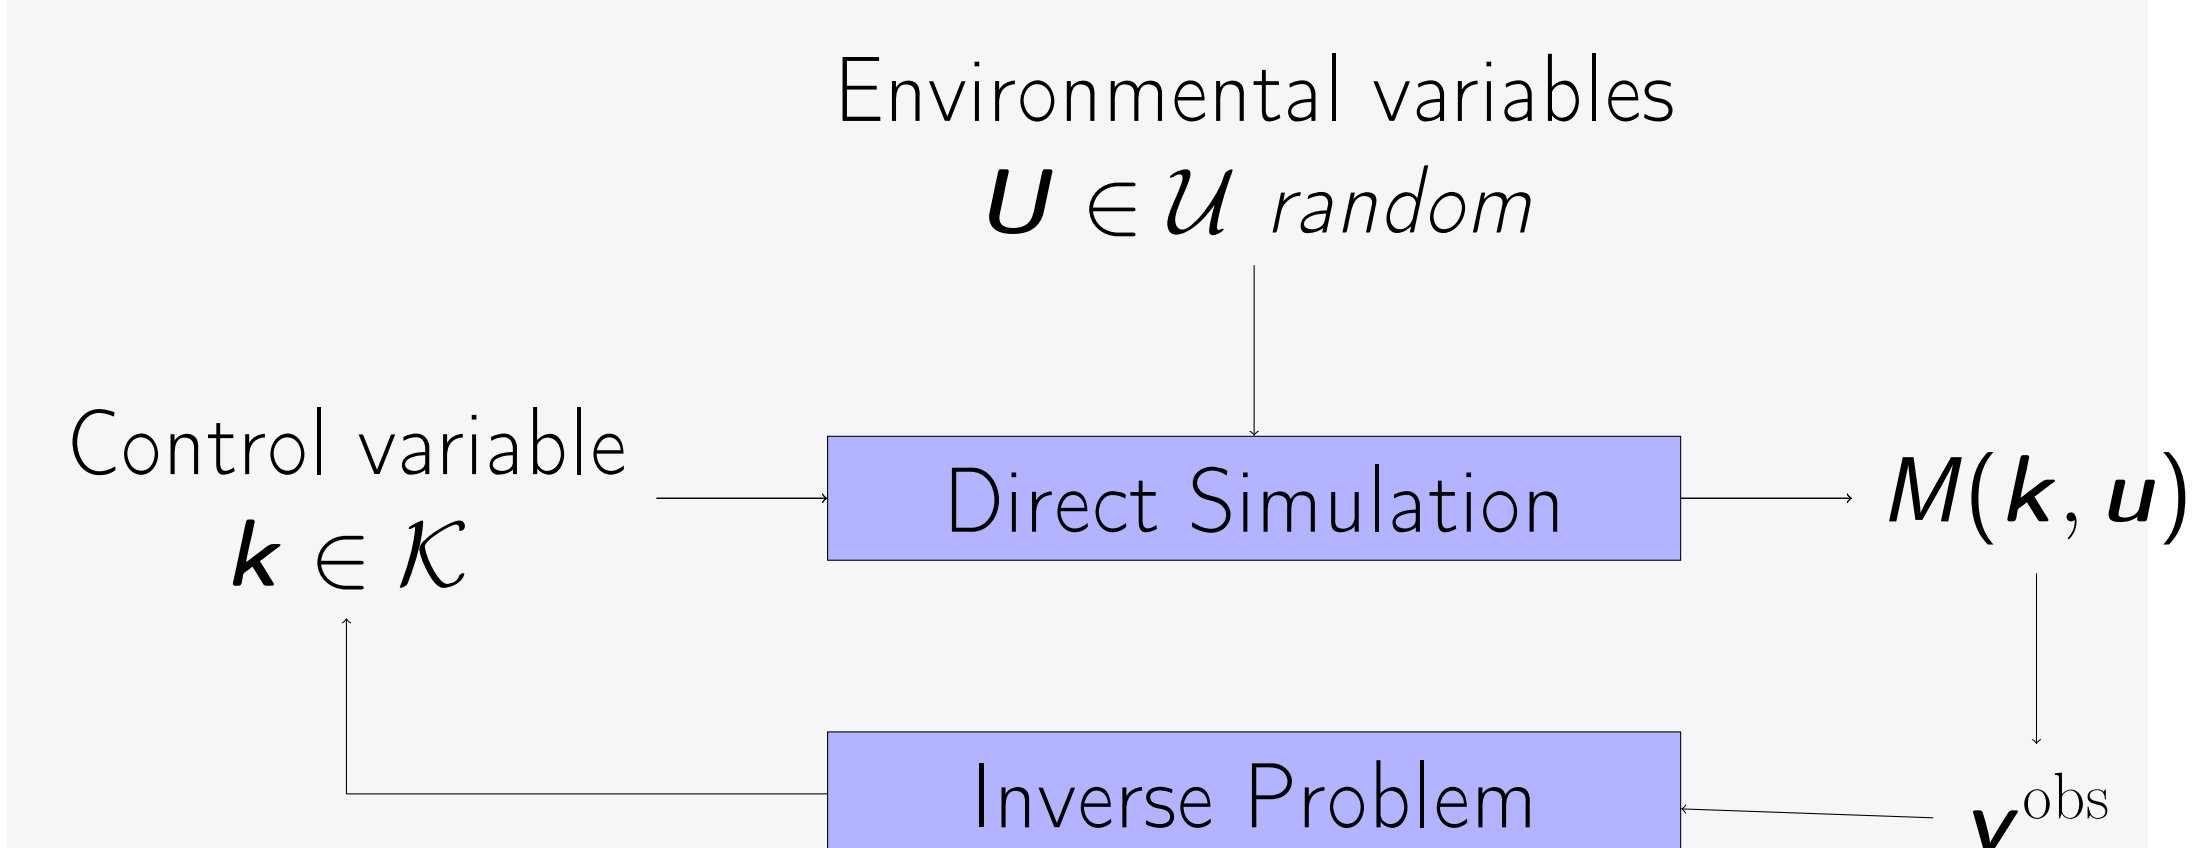 Environmental variables
U ∈ 𝒰 random
Control variable
k ∈ 𝒦
Direct Simulation
M(k, u)
Inverse Problem
obs